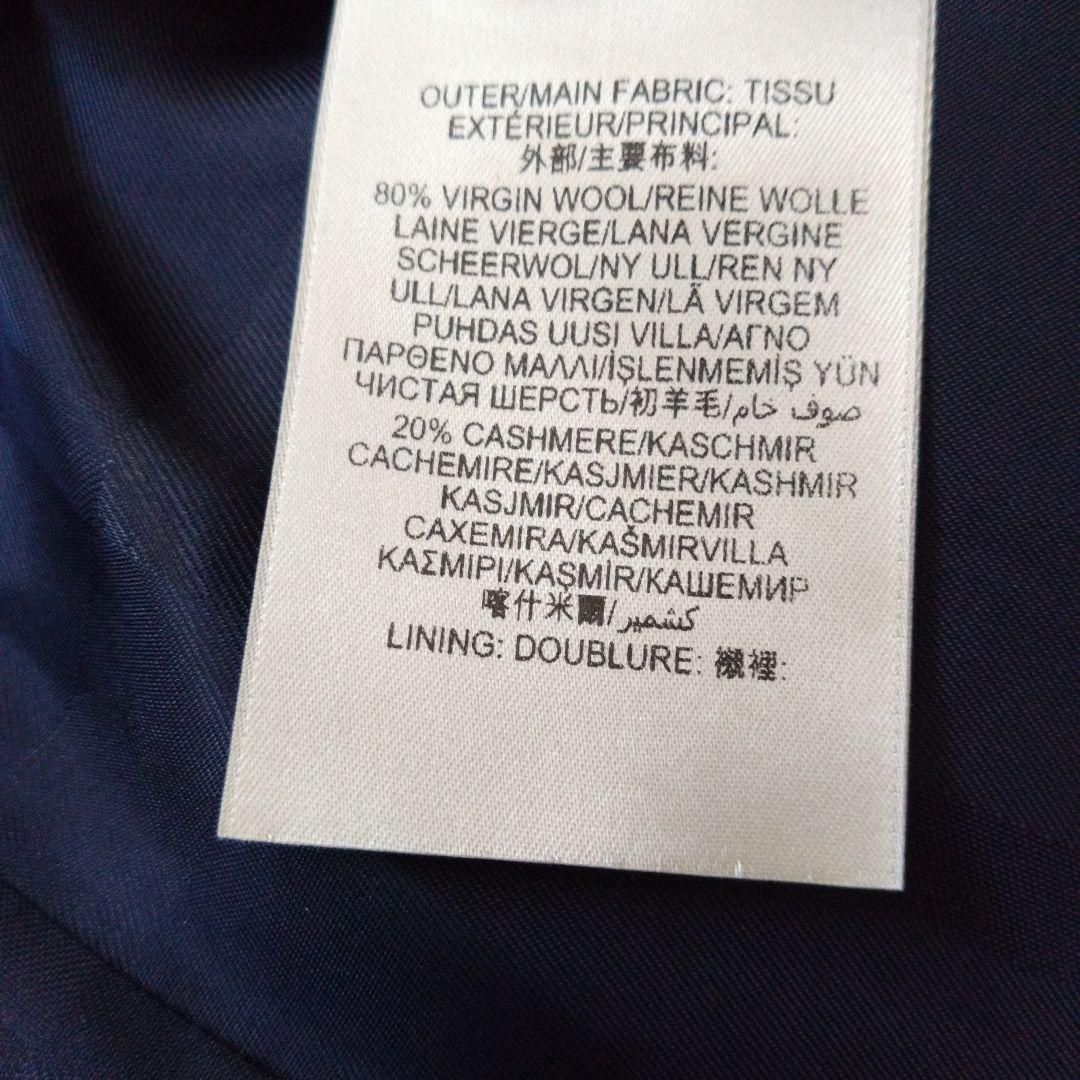 OUTER/MAIN FABRIC: TISSU
EXTÉRIEUR/PRINCIPAL:
外部/主要布料:
80% VIRGIN WOOL/REINE WOLLE
LAINE VIERGE/LANA VERGINE
SCHEERWOL/NY ULL/REN NY
ULL/LANA VIRGEN/LÃ VIRGEM
PUHDAS UUSI VILLA/ΑΓΝΟ
ΠΑΡΘΕΝΟ ΜΑΛΛΙ/İŞLENMEMİŞ YÜN
ЧИСТАЯ ШЕРСТЬ/初羊毛/صوف خام
20% CASHMERE/KASCHMIR
CACHEMIRE/KASJMIER/KASHMIR
KASJMIR/CACHEMIR
CAXEMIRA/KAŠMIRVILLA
ΚΑΣΜΙΡΙ/KAŞMİR/КАШЕМИР
喀什米爾/كشمير
LINING: DOUBLURE: 襯裡: